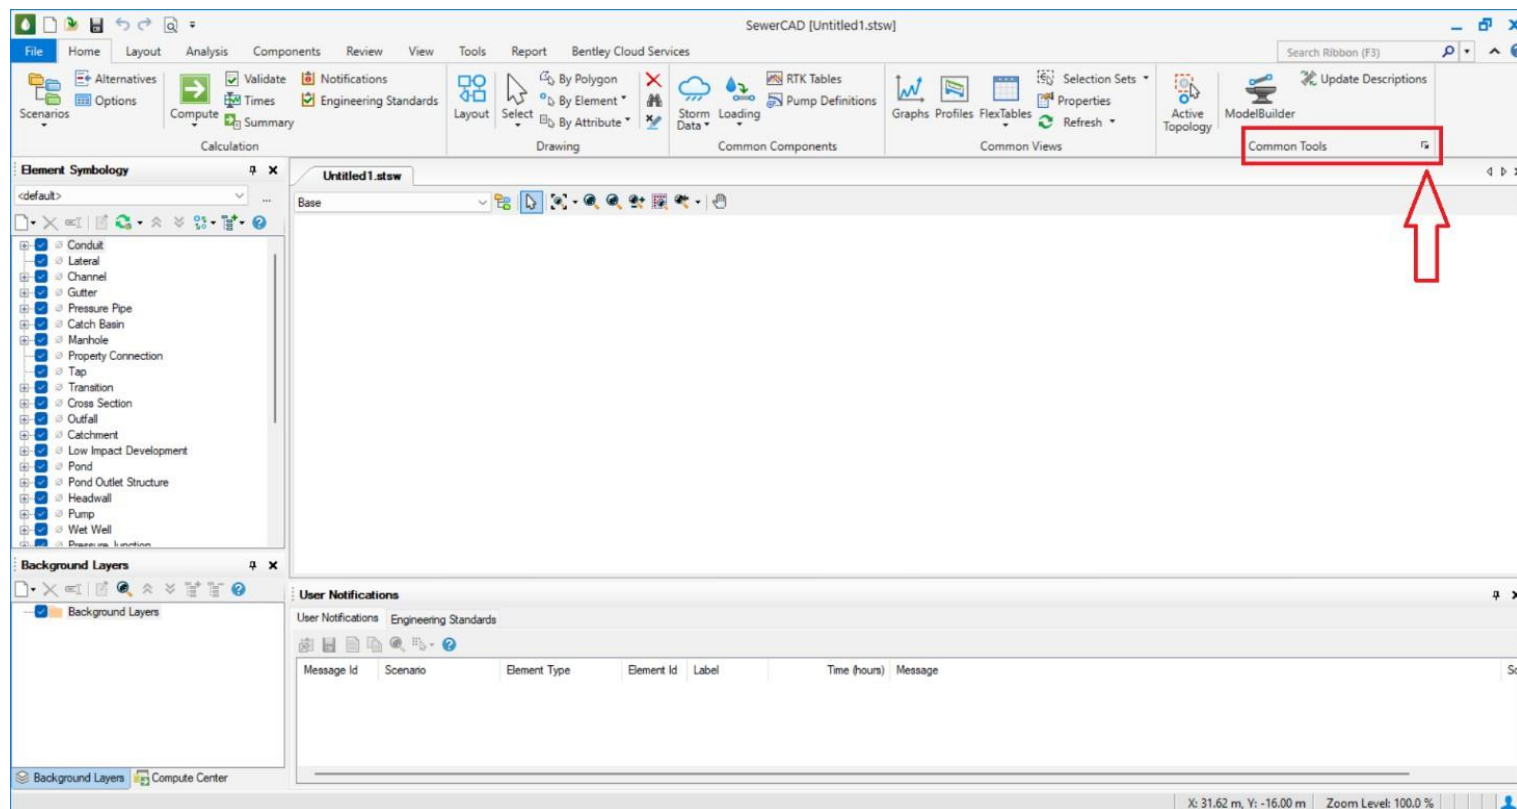 SewerCAD [Untitled1.stsw]
File Home Layout Analysis Components Review View Tools Report Bentley Cloud Services Search Ribbon (F3)
Scenarios
Alternatives
Options
Compute
Validate
Times
Summary
Notifications
Engineering Standards
Calculation
Layout
Select
By Polygon
By Element
By Attribute
Drawing
Storm Data
Loading
RTK Tables
Pump Definitions
Common Components
Graphs
Profiles
FlexTables
Selection Sets
Properties
Refresh
Common Views
Active Topology
ModelBuilder
Update Descriptions
Common Tools
Element Symbology
<default>
...
Conduit
Lateral
Channel
Gutter
Pressure Pipe
Catch Basin
Manhole
Property Connection
Tap
Transition
Cross Section
Outfall
Catchment
Low Impact Development
Pond
Pond Outlet Structure
Headwall
Pump
Wet Well
Pressure Junction
Background Layers
Background Layers
Background Layers Compute Center
Untitled1.stsw
Base
User Notifications
User Notifications Engineering Standards
Message Id Scenario Element Type Element Id Label Time (hours) Message
X: 31.62 m, Y: -16.00 m Zoom Level: 100.0 %